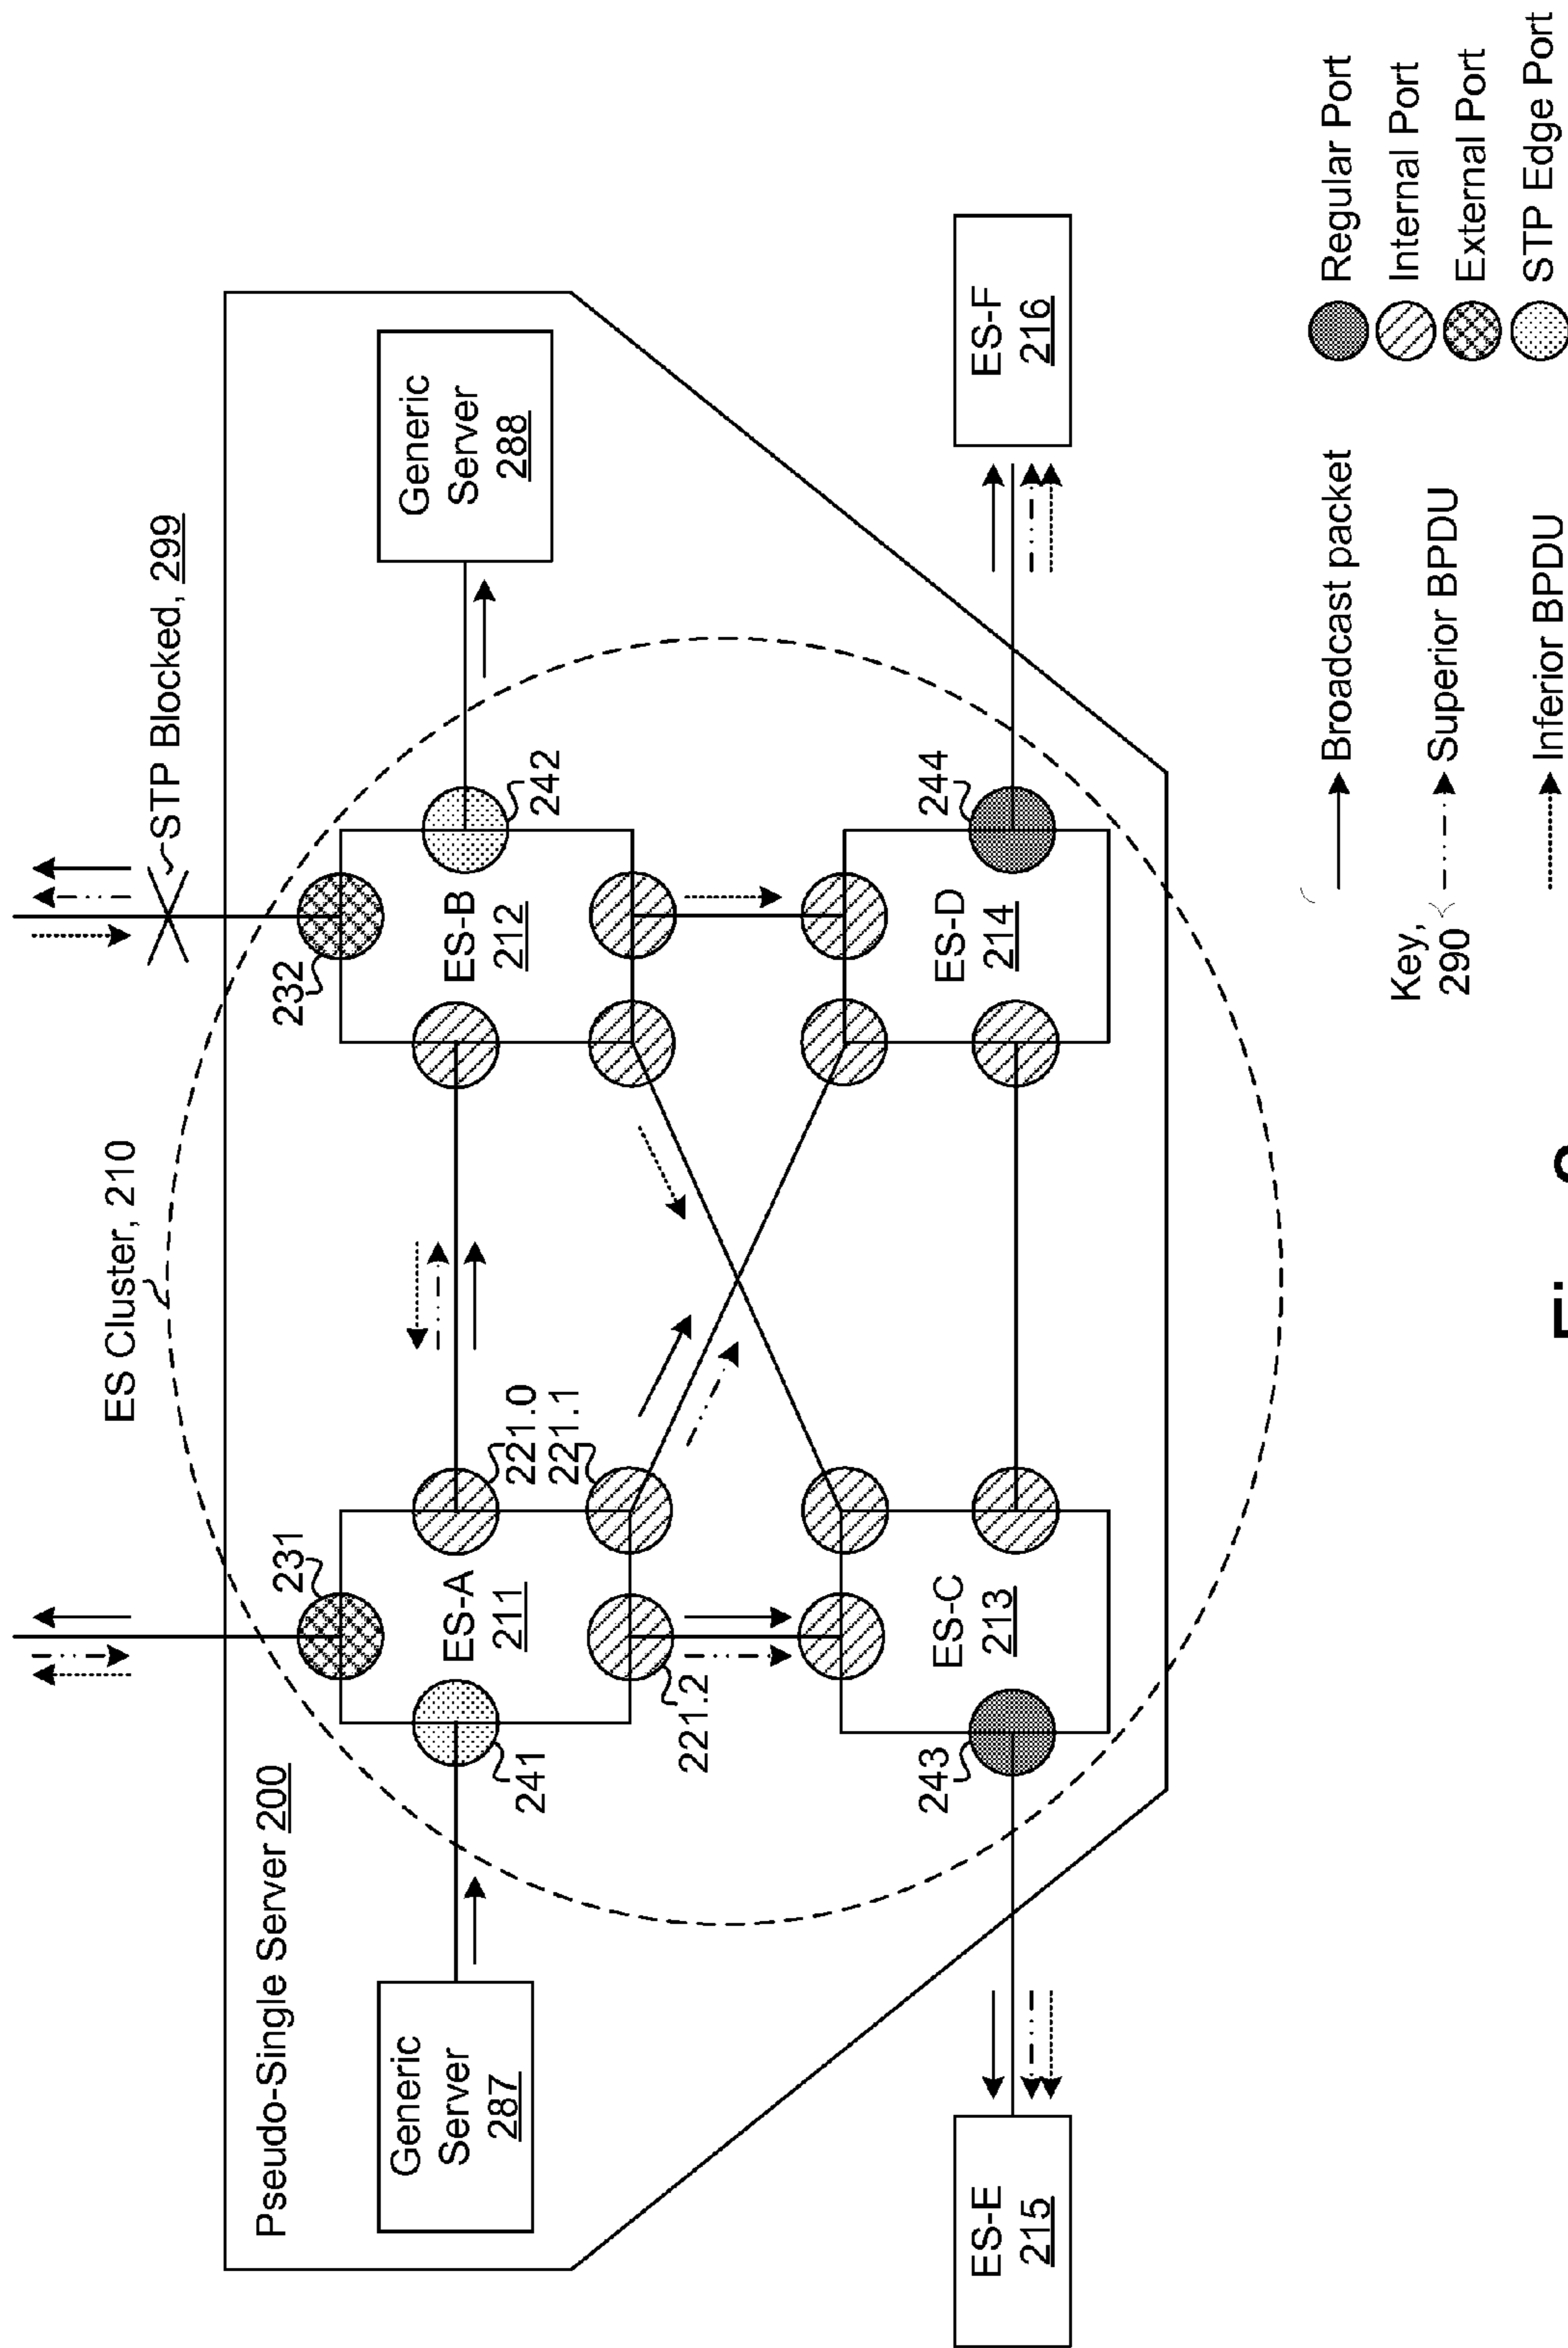 ES Cluster, 210
STP Blocked, 299
Pseudo-Single Server 200
231
232
Generic
Server
287
241
ES-A
211
221.0
221.1
221.2
ES-B
212
242
Generic
Server
288
243
ES-C
213
ES-D
214
244
ES-E
215
ES-F
216
Key,
290
Broadcast packet
Superior BPDU
Inferior BPDU
Regular Port
Internal Port
External Port
STP Edge Port